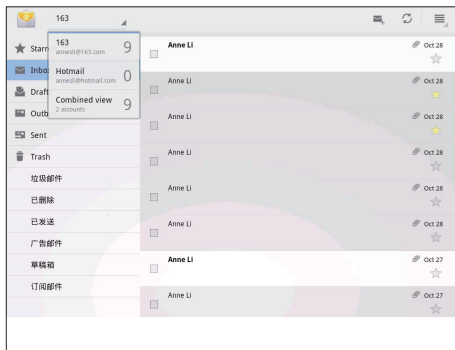 163
163
annesli@163.com
9
Hotmail
annesli@hotmail.com
0
Combined view
2 accounts
9
Starr
Inbo
Draft
Outb
Sent
Trash
垃圾邮件
已删除
已发送
广告邮件
草稿箱
订阅邮件
Anne Li
Oct 28
Anne Li
Oct 28
Anne Li
Oct 28
Anne Li
Oct 28
Anne Li
Oct 28
Anne Li
Oct 28
Anne Li
Oct 27
Anne Li
Oct 27